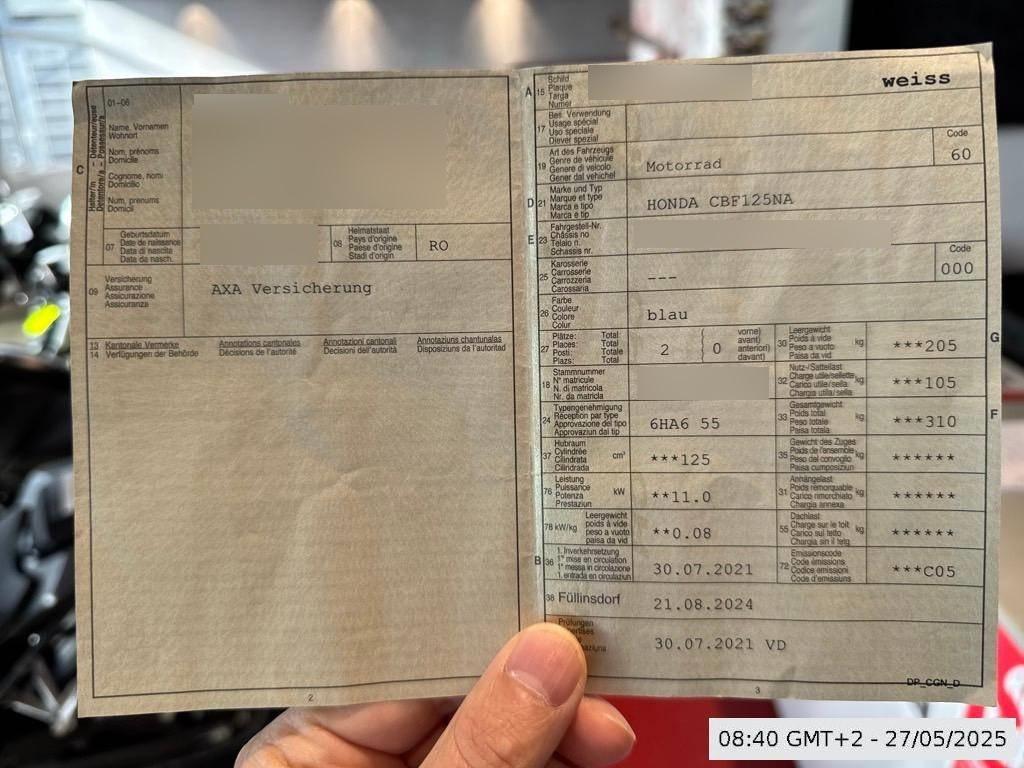 Halter/in - Détenteur/euse
Detentore/a - Possessur/a
C
01–06
Name, Vornamen
Wohnort
Nom, prénoms
Domicile
Cognome, nomi
Domicilio
Num, prenums
Domicil
07
Geburtsdatum
Date de naissance
Data di nascita
Data da nasch.
08
Heimatstaat
Pays d'origine
Paese d'origine
Stadi d'origin
RO
09
Versicherung
Assurance
Assicurazione
Assicuranza
AXA Versicherung
13 Kantonale Vermerke Annotations cantonales Annotazioni cantonali Annotaziuns chantunalas
14 Verfügungen der Behörde Décisions de l'autorité Decisioni dell'autorità Disposiziuns da l'autoritad
2
A
15
Schild
Plaque
Targa
Numer
weiss
17
Bes. Verwendung
Usage spécial
Uso speciale
Diever spezial
19
Art des Fahrzeugs
Genre de véhicule
Genere di veicolo
Gener dal vehichel
Motorrad
Code
60
D
21
Marke und Typ
Marque et type
Marca e tipo
Marca e tip
HONDA CBF125NA
E
23
Fahrgestell-Nr.
Châssis no
Telaio n.
Schassis nr.
25
Karosserie
Carrosserie
Carrozzeria
Carossaria
---
Code
000
26
Farbe
Couleur
Colore
Colur
blau
27
Plätze: Total:
Places: Total:
Posti: Totale
Plazs: Total:
2
0
vorne)
avant)
anteriori)
davant)
30
Leergewicht
Poids à vide
Peso a vuoto
Paisa da vid
kg
***205
G
18
Stammnummer
N° matricule
N. di matricola
Nr. da matricla
32
Nutz-/Sattellast
Charge utile/sellette
Carico utile/sella
Chargia utila/sella
kg
***105
24
Typengenehmigung
Réception par type
Approvazione del tipo
Approvaziun dal tip
6HA6 55
33
Gesamtgewicht
Poids total
Peso totale
Paisa totala
kg
***310
F
37
Hubraum
Cylindrée
Cilindrata
Cilindrada
cm³
***125
35
Gewicht des Zuges
Poids de l'ensemble
Peso del convoglio
Paisa cumposiziun
kg
******
76
Leistung
Puissance
Potenza
Prestaziun
kW
**11.0
31
Anhängelast
Poids remorquable
Carico rimorchiato
Chargia annexa
kg
******
78 kW/kg
Leergewicht
poids à vide
peso a vuoto
paisa da vid
**0.08
55
Dachlast
Charge sur le toit
Carico sul tetto
Chargia sin il tetg
kg
******
B
36
1. Inverkehrsetzung
1re mise en circulation
1a messa in circolazione
1. entrada en circulaziun
30.07.2021
72
Emissionscode
Code émissions
Codice emissioni
Code d'emissiuns
***C05
38 Füllinsdorf
21.08.2024
Prüfungen
30.07.2021 VD
DP_CGN_D
3
08:40 GMT+2 - 27/05/2025